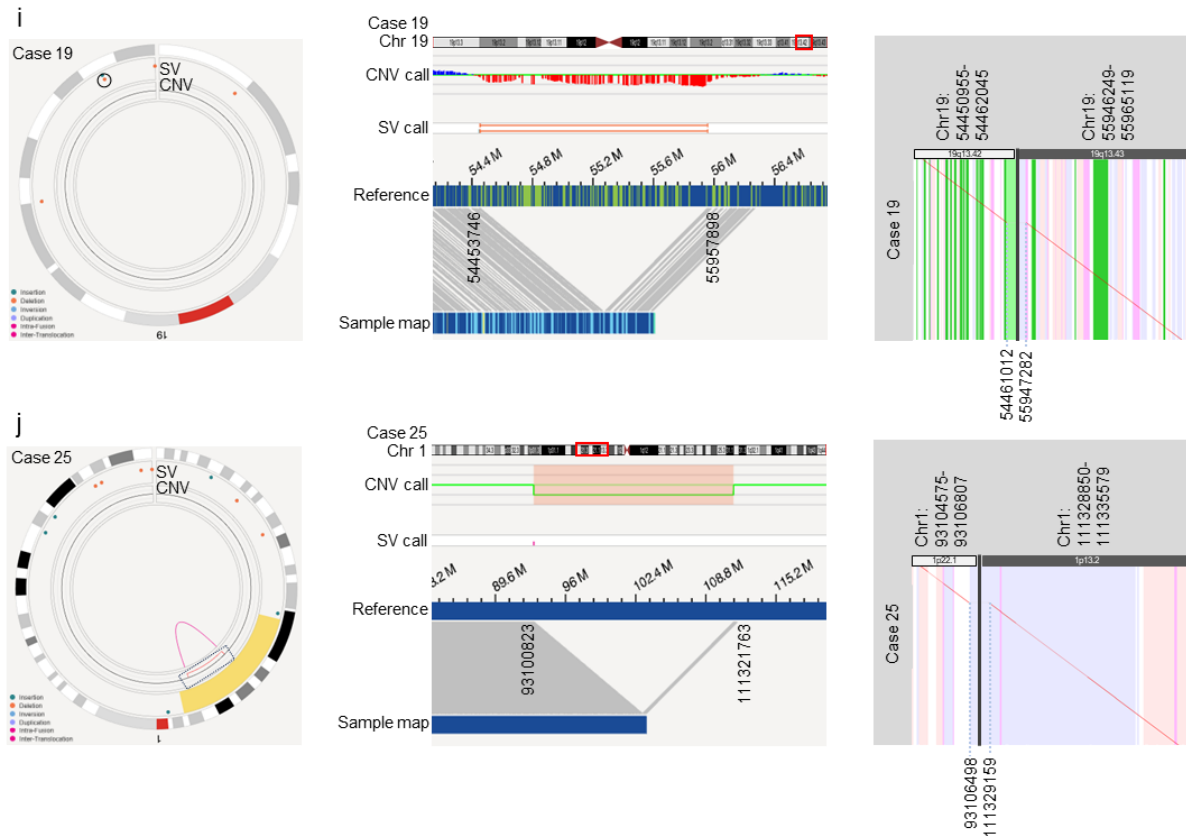 i
Case 19
SV
CNV
Insertion
Deletion
Inversion
Duplication
Intra-Fusion
Inter-Translocation
19
Case 19
Chr 19
CNV call
SV call
54.4 M
54.8 M
55.2 M
55.6 M
56 M
56.4 M
Reference
54453746
55957898
Sample map
Chr19:
54450955-
54462045
Chr19:
55946249-
55965119
19q13.42
19q13.43
Case 19
54461012
55947282
j
Case 25
SV
CNV
Insertion
Deletion
Inversion
Duplication
Intra-Fusion
Inter-Translocation
1
Case 25
Chr 1
CNV call
SV call
3.2 M
89.6 M
96 M
102.4 M
108.8 M
115.2 M
Reference
93100823
111321763
Sample map
Chr1:
93104575-
93106807
Chr1:
111328850-
111335579
1p22.1
1p13.2
Case 25
93106498
111329159